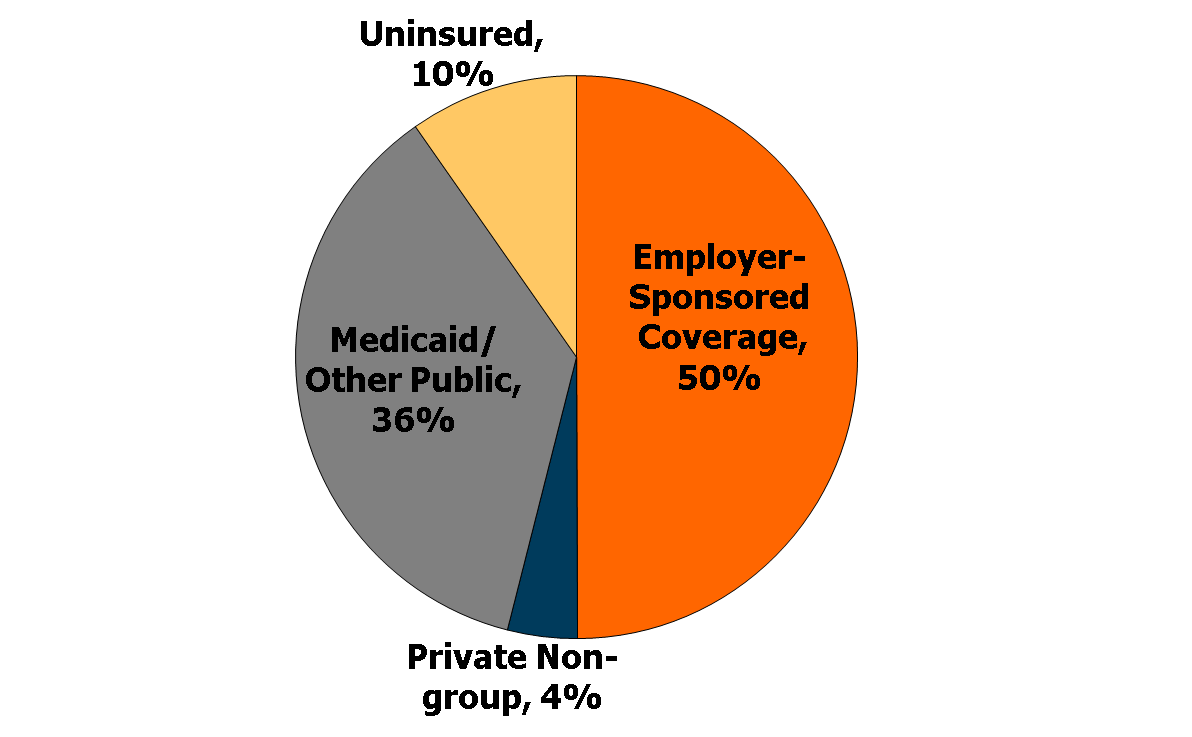 Uninsured,
10%
Employer-
Sponsored
Coverage,
50%
Medicaid/
Other Public,
36%
Private Non-
group, 4%